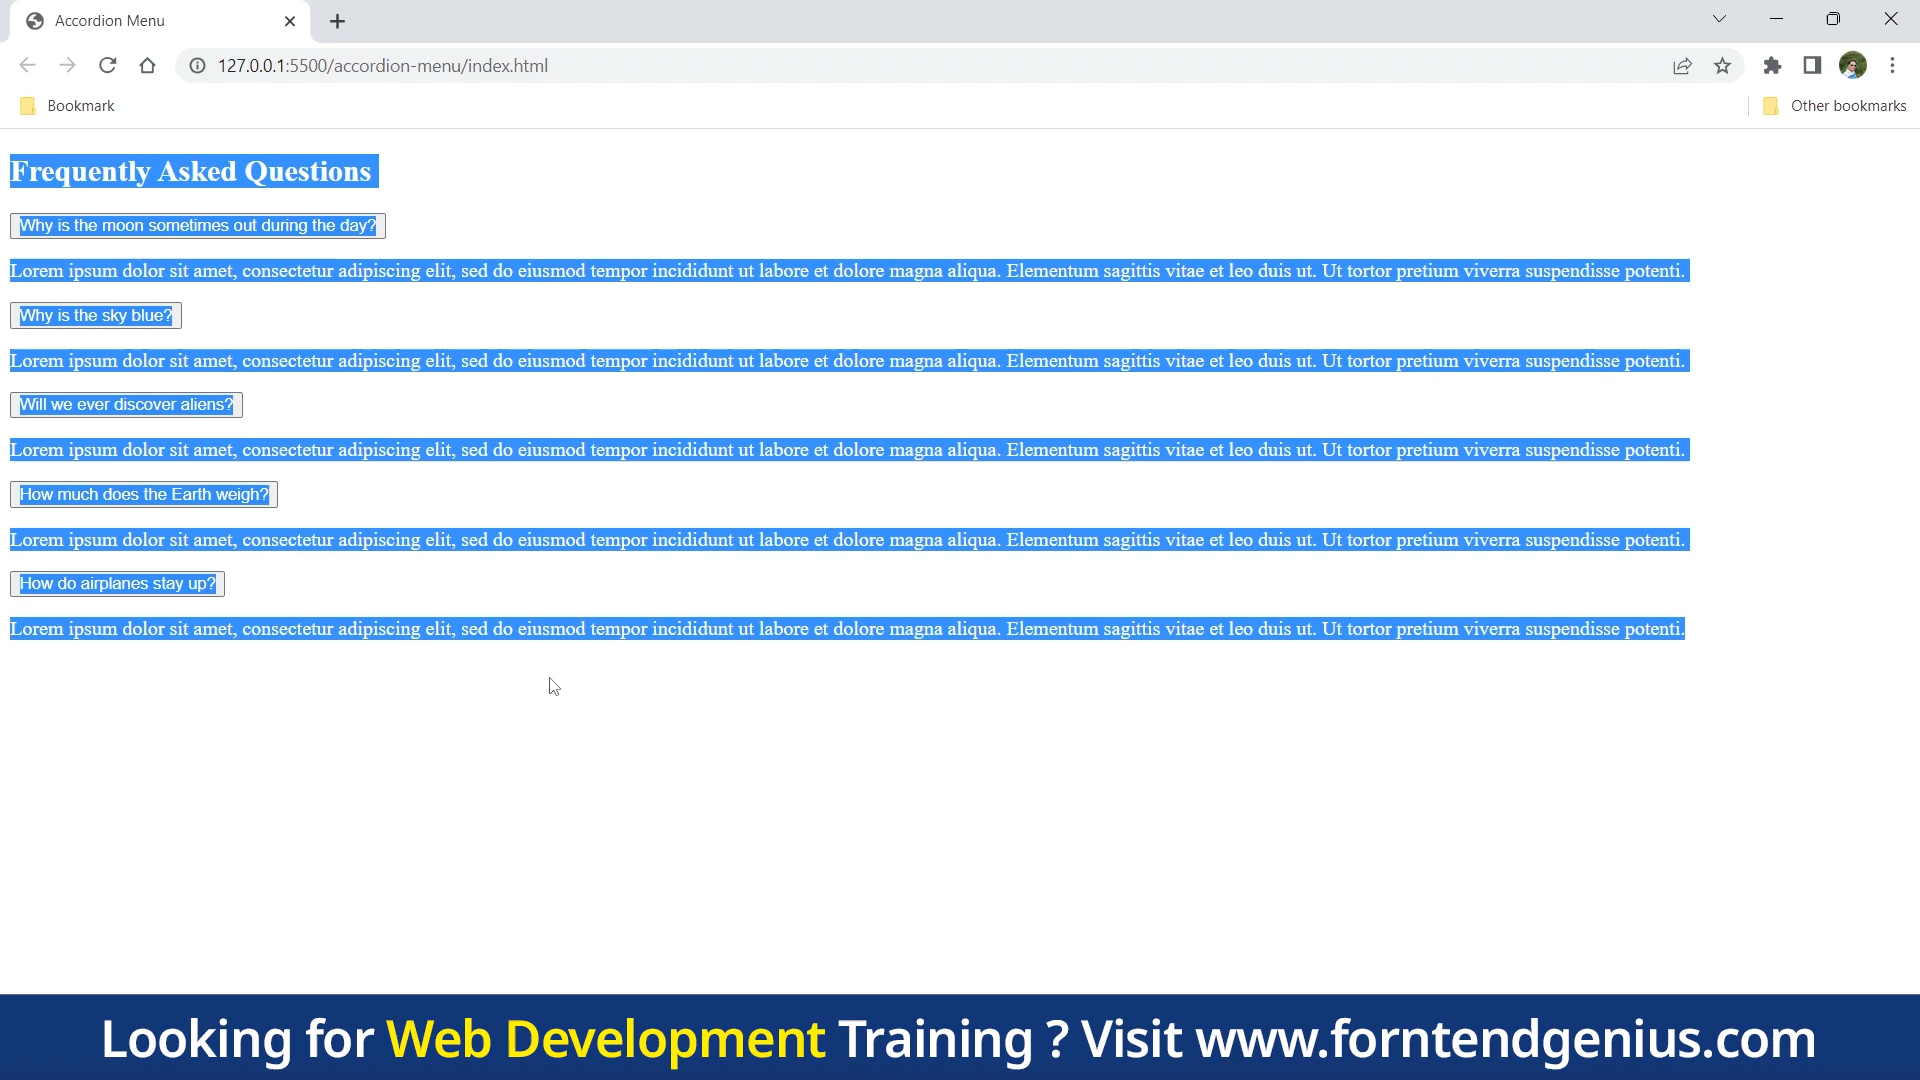 Accordion Menu
127.0.0.1:5500/accordion-menu/index.html
Bookmark
Other bookmarks
Frequently Asked Questions
Why is the moon sometimes out during the day?
Lorem ipsum dolor sit amet, consectetur adipiscing elit, sed do eiusmod tempor incididunt ut labore et dolore magna aliqua. Elementum sagittis vitae et leo duis ut. Ut tortor pretium viverra suspendisse potenti.
Why is the sky blue?
Lorem ipsum dolor sit amet, consectetur adipiscing elit, sed do eiusmod tempor incididunt ut labore et dolore magna aliqua. Elementum sagittis vitae et leo duis ut. Ut tortor pretium viverra suspendisse potenti.
Will we ever discover aliens?
Lorem ipsum dolor sit amet, consectetur adipiscing elit, sed do eiusmod tempor incididunt ut labore et dolore magna aliqua. Elementum sagittis vitae et leo duis ut. Ut tortor pretium viverra suspendisse potenti.
How much does the Earth weigh?
Lorem ipsum dolor sit amet, consectetur adipiscing elit, sed do eiusmod tempor incididunt ut labore et dolore magna aliqua. Elementum sagittis vitae et leo duis ut. Ut tortor pretium viverra suspendisse potenti.
How do airplanes stay up?
Lorem ipsum dolor sit amet, consectetur adipiscing elit, sed do eiusmod tempor incididunt ut labore et dolore magna aliqua. Elementum sagittis vitae et leo duis ut. Ut tortor pretium viverra suspendisse potenti.
Looking for Web Development Training ? Visit www.forntendgenius.com